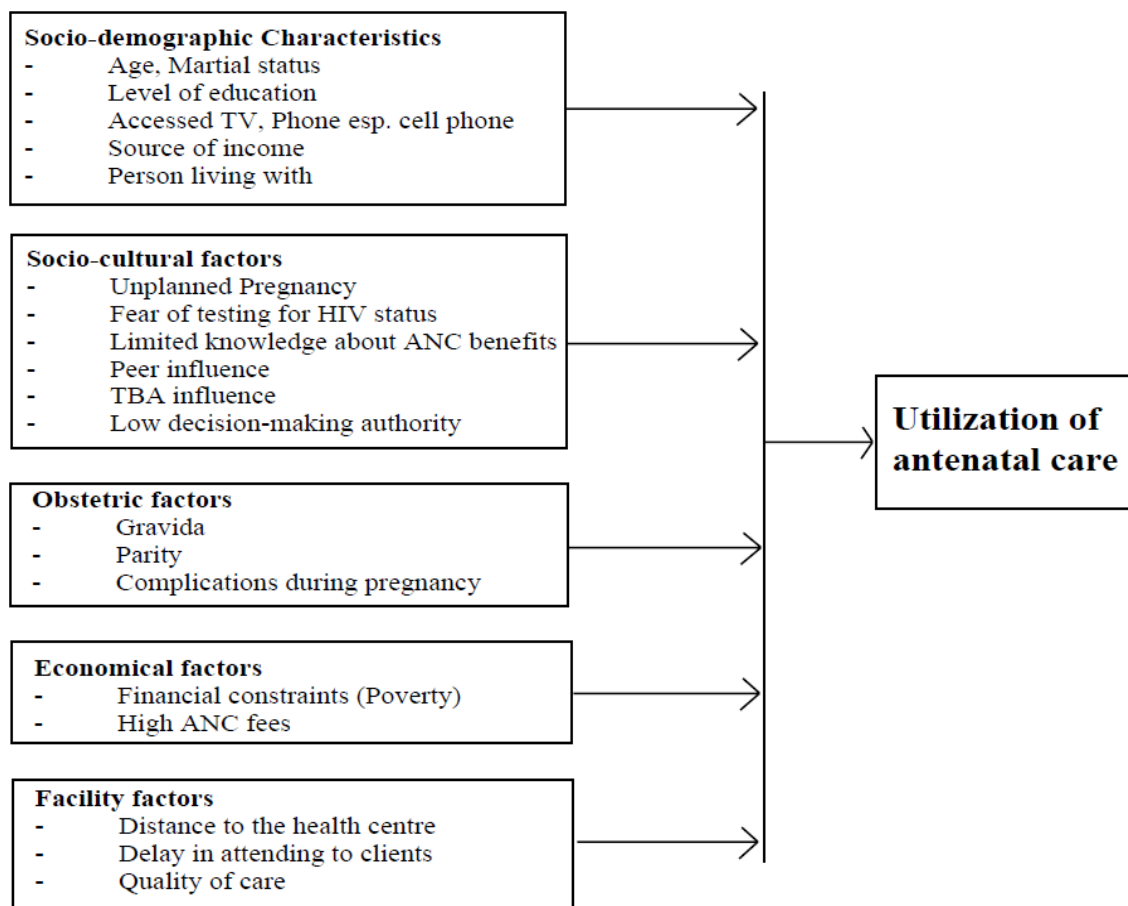 Socio-demographic Characteristics
- Age, Martial status
- Level of education
- Accessed TV, Phone esp. cell phone
- Source of income
- Person living with
Socio-cultural factors
- Unplanned Pregnancy
- Fear of testing for HIV status
- Limited knowledge about ANC benefits
- Peer influence
- TBA influence
- Low decision-making authority
Obstetric factors
- Gravida
- Parity
- Complications during pregnancy
Economical factors
- Financial constraints (Poverty)
- High ANC fees
Facility factors
- Distance to the health centre
- Delay in attending to clients
- Quality of care
Utilization of
antenatal care